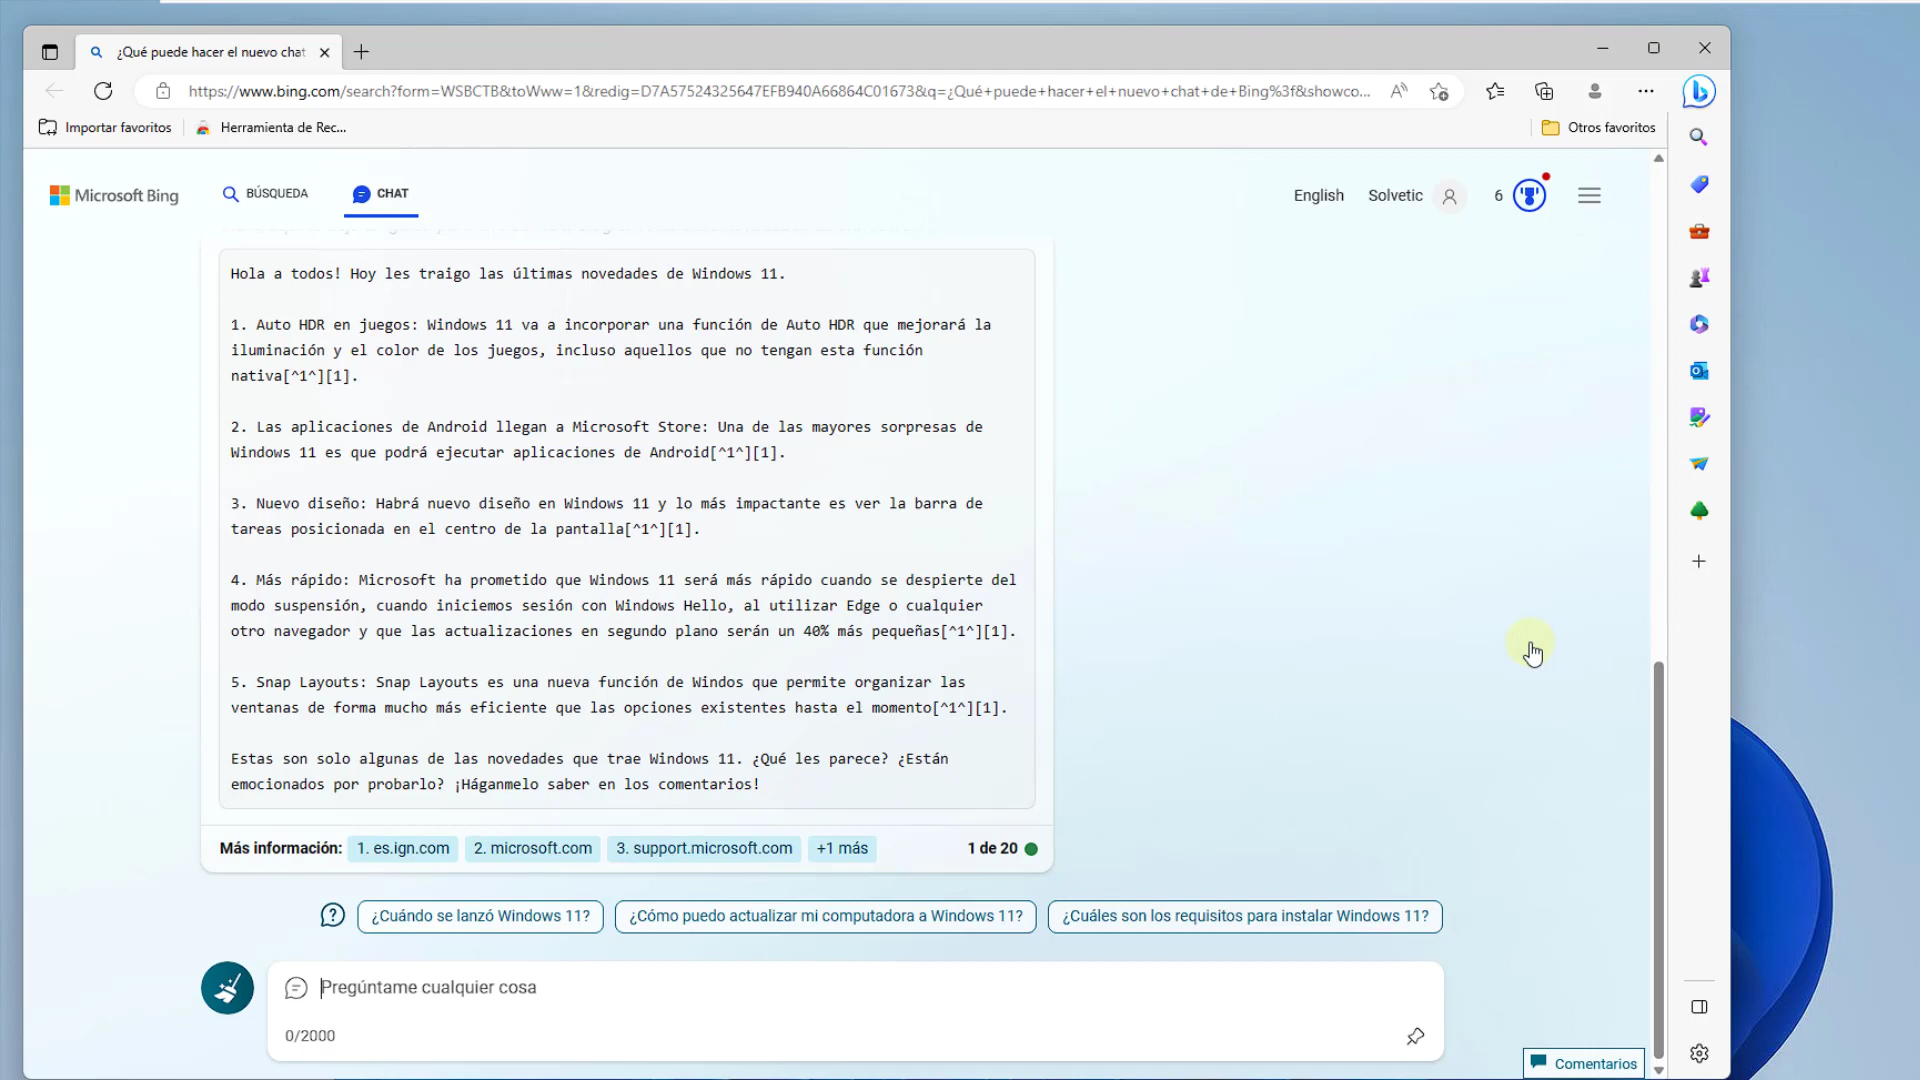 ¿Qué puede hacer el nuevo chat
https://www.bing.com/search?form=WSBCTB&toWww=1&redig=D7A57524325647EFB940A66864C01673&q=¿Qué+puede+hacer+el+nuevo+chat+de+Bing%3f&showco...
Importar favoritos
Herramienta de Rec...
Otros favoritos
Microsoft Bing
BÚSQUEDA
CHAT
English
Solvetic
6
Hola a todos! Hoy les traigo las últimas novedades de Windows 11.
1. Auto HDR en juegos: Windows 11 va a incorporar una función de Auto HDR que mejorará la
iluminación y el color de los juegos, incluso aquellos que no tengan esta función
nativa[^1^][1].
2. Las aplicaciones de Android llegan a Microsoft Store: Una de las mayores sorpresas de
Windows 11 es que podrá ejecutar aplicaciones de Android[^1^][1].
3. Nuevo diseño: Habrá nuevo diseño en Windows 11 y lo más impactante es ver la barra de
tareas posicionada en el centro de la pantalla[^1^][1].
4. Más rápido: Microsoft ha prometido que Windows 11 será más rápido cuando se despierte del
modo suspensión, cuando iniciemos sesión con Windows Hello, al utilizar Edge o cualquier
otro navegador y que las actualizaciones en segundo plano serán un 40% más pequeñas[^1^][1].
5. Snap Layouts: Snap Layouts es una nueva función de Windos que permite organizar las
ventanas de forma mucho más eficiente que las opciones existentes hasta el momento[^1^][1].
Estas son solo algunas de las novedades que trae Windows 11. ¿Qué les parece? ¿Están
emocionados por probarlo? ¡Háganmelo saber en los comentarios!
Más información: 1. es.ign.com 2. microsoft.com 3. support.microsoft.com +1 más 1 de 20
¿Cuándo se lanzó Windows 11?
¿Cómo puedo actualizar mi computadora a Windows 11?
¿Cuáles son los requisitos para instalar Windows 11?
Pregúntame cualquier cosa
0/2000
Comentarios